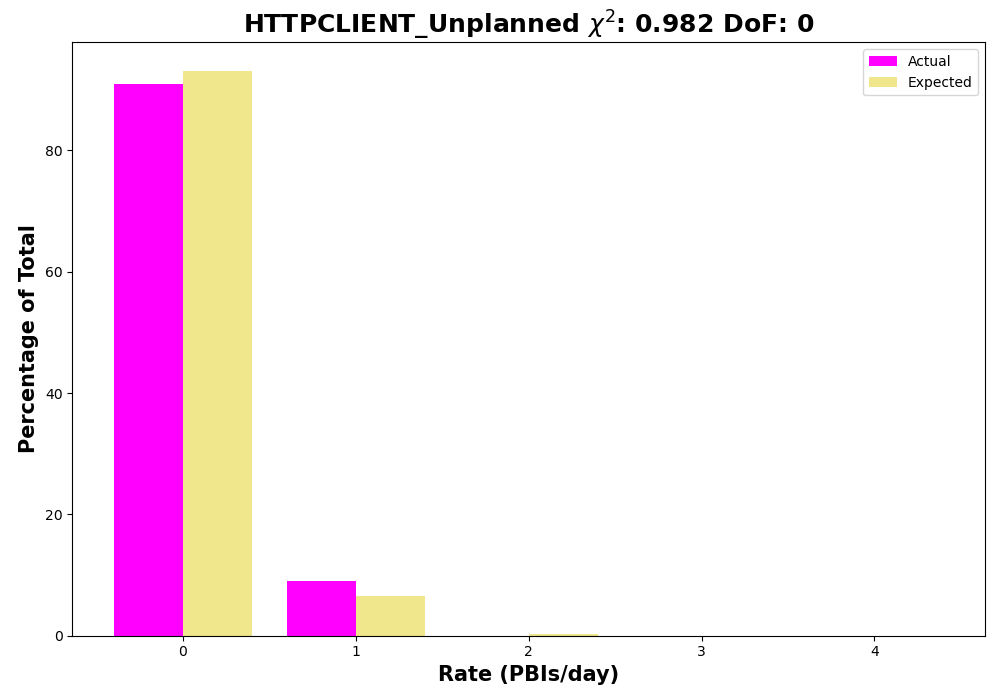 HTTPCLIENT_Unplanned χ²: 0.982 DoF: 0
Actual
Expected
80
60
40
20
0
Percentage of Total
0 1 2 3 4
Rate (PBIs/day)